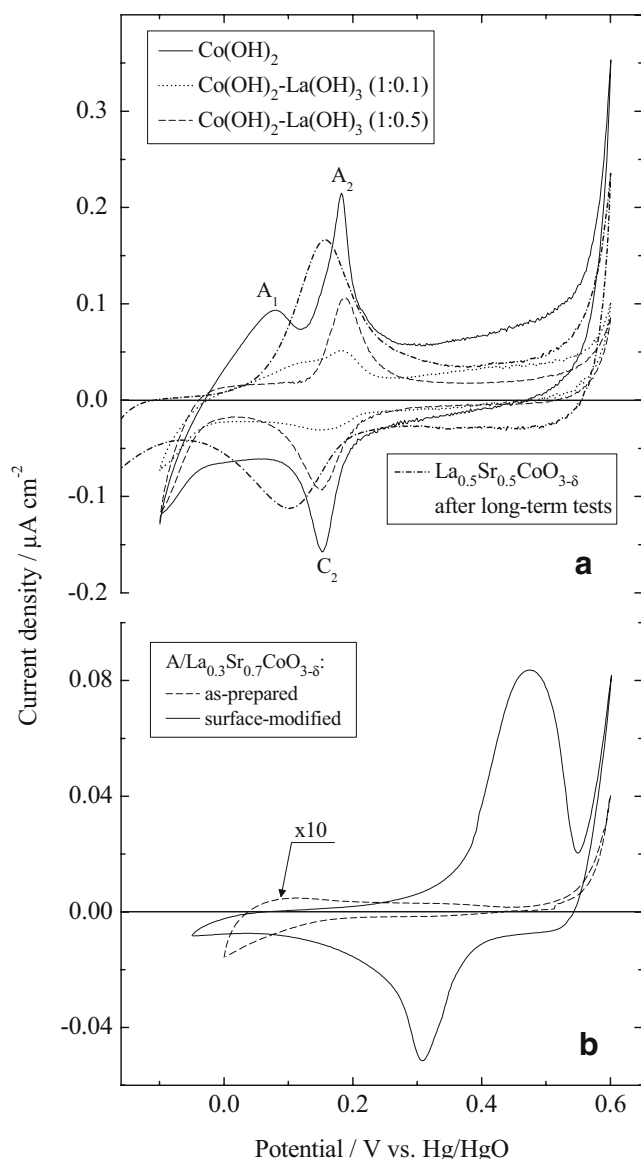 Co(OH)2
Co(OH)2-La(OH)3 (1:0.1)
Co(OH)2-La(OH)3 (1:0.5)
0.3
0.2
0.1
0.0
-0.1
-0.2
A1
A2
C2
La0.5Sr0.5CoO3-δ
after long-term tests
a
Current density / μA cm-2
A/La0.3Sr0.7CoO3-δ:
as-prepared
surface-modified
x10
0.08
0.04
0.00
-0.04
b
0.0 0.2 0.4 0.6
Potential / V vs. Hg/HgO